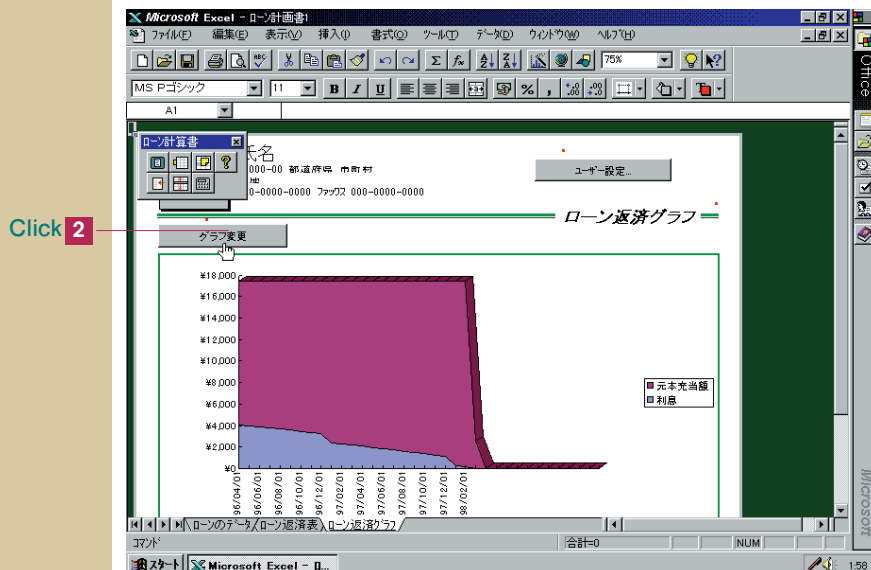 Microsoft Excel - ローン計画書1
ファイル(F) 編集(E) 表示(V) 挿入(I) 書式(O) ツール(T) データ(D) ウィンドウ(W) ヘルプ(H)
75%
MS Pゴシック 11 B I U % ,
A1
Office
ローン計算書
氏名
000-00 都道府県 市町村
0-0000-0000 ファックス 000-0000-0000
ユーザー設定...
ローン返済グラフ
Click 2
グラフ変更
¥18,000
¥16,000
¥14,000
¥12,000
¥10,000
¥8,000
¥6,000
¥4,000
¥2,000
¥0
元本充当額
利息
96/04/01
96/06/01
96/08/01
96/10/01
96/12/01
97/02/01
97/04/01
97/06/01
97/08/01
97/10/01
97/12/01
98/02/01
Microsoft
ローンのデータ ローン返済表 ローン返済グラフ
コマンド 合計=0 NUM
スタート Microsoft Excel - ロ... 1:58